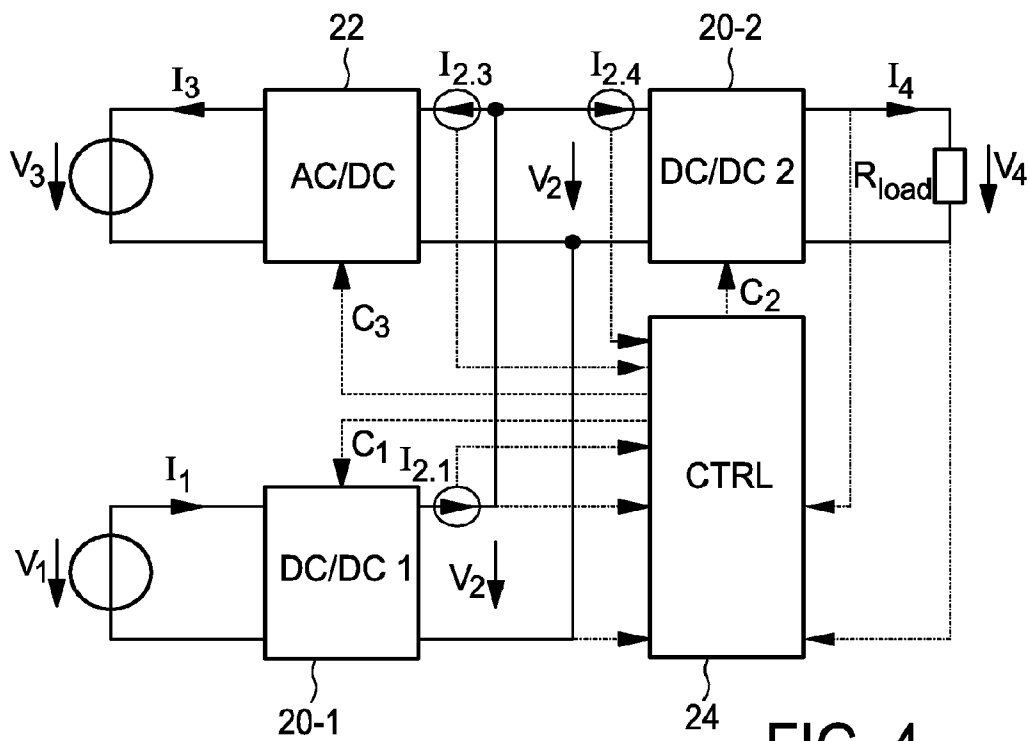 22
20-2
I3
I2.3
I2.4
I4
V3
AC/DC
V2
DC/DC 2
Rload
V4
C3
C2
C1
I1
I2.1
CTRL
V1
DC/DC 1
V2
20-1
24
FIG. 4